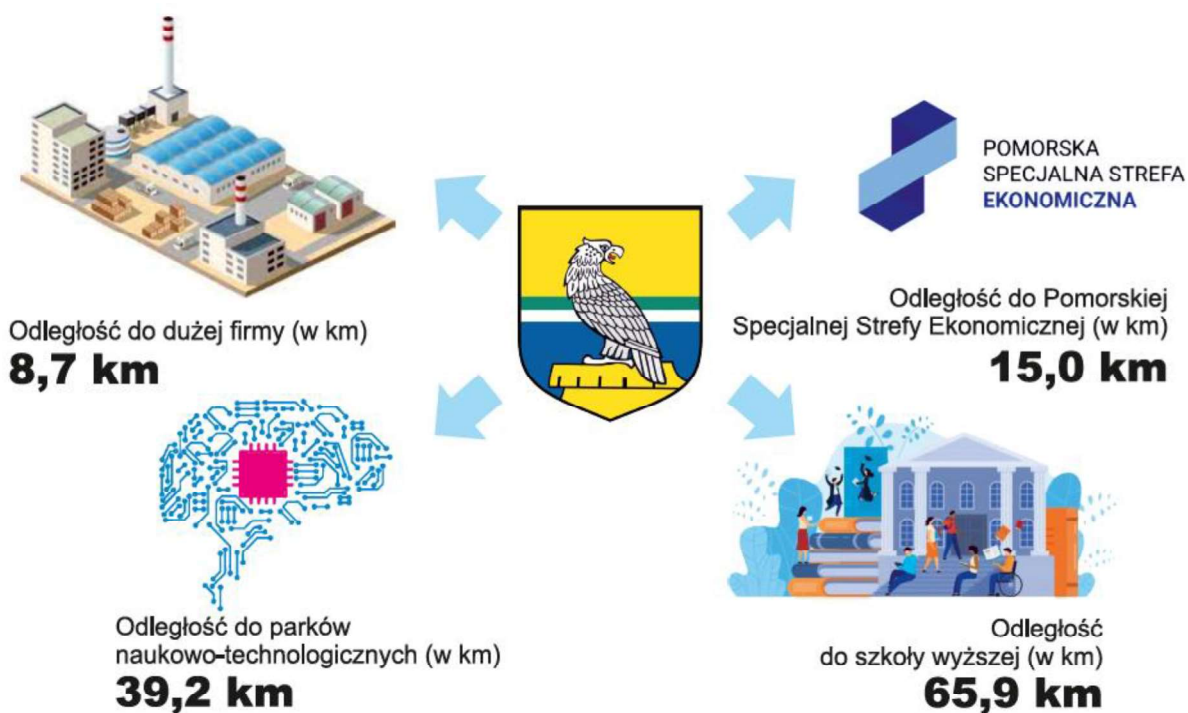 POMORSKA
SPECJALNA STREFA
EKONOMICZNA
Odległość do dużej firmy (w km)
8,7 km
Odległość do Pomorskiej
Specjalnej Strefy Ekonomicznej (w km)
15,0 km
Odległość do parków
naukowo-technologicznych (w km)
39,2 km
Odległość
do szkoły wyższej (w km)
65,9 km